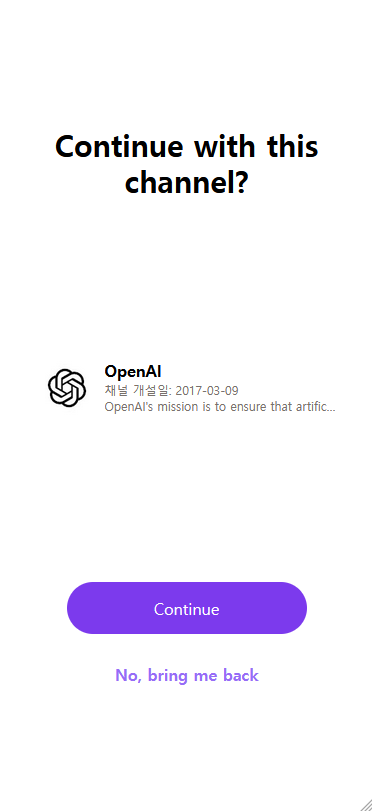 Continue with this
channel?
OpenAI
채널 개설일: 2017-03-09
OpenAI's mission is to ensure that artific...
Continue
No, bring me back